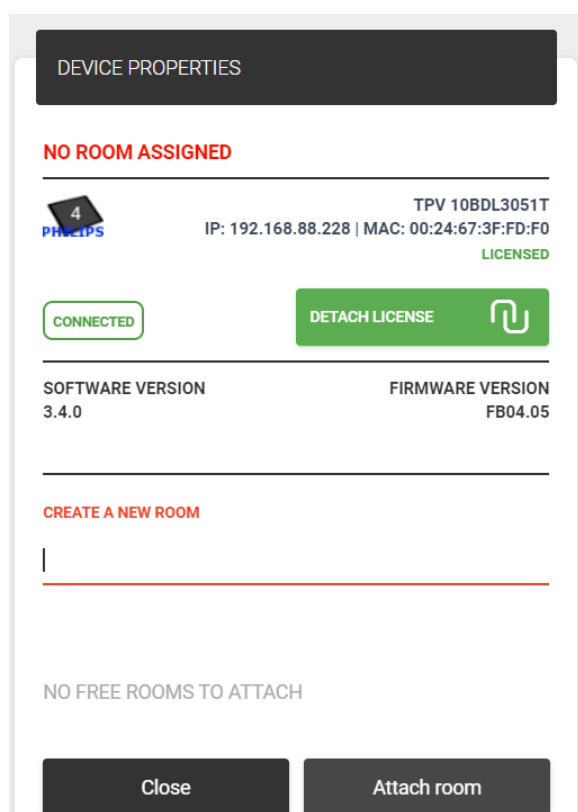 DEVICE PROPERTIES
NO ROOM ASSIGNED
4
PHILIPS
TPV 10BDL3051T
IP: 192.168.88.228 | MAC: 00:24:67:3F:FD:F0
LICENSED
CONNECTED
DETACH LICENSE
SOFTWARE VERSION
3.4.0
FIRMWARE VERSION
FB04.05
CREATE A NEW ROOM
NO FREE ROOMS TO ATTACH
Close
Attach room